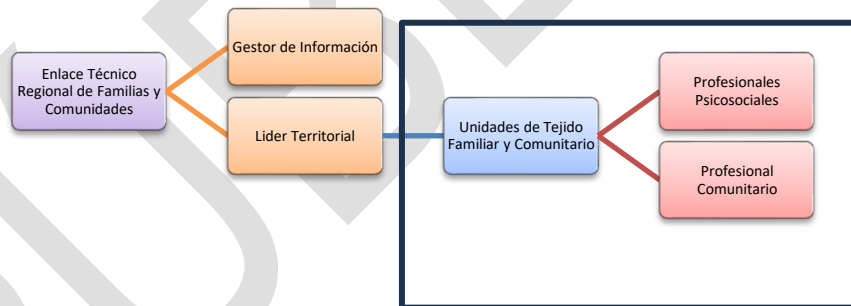 Enlace Técnico
Regional de Familias y
Comunidades
Gestor de Información
Lider Territorial
Unidades de Tejido
Familiar y Comunitario
Profesionales
Psicosociales
Profesional
Comunitario